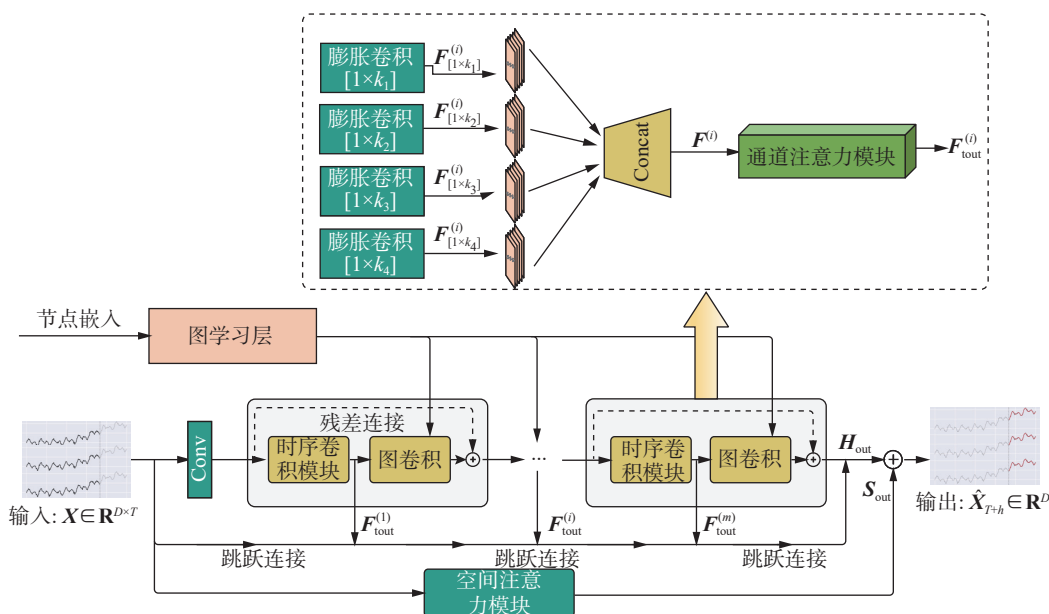 膨胀卷积
[1×k₁]
F^{(i)}_{[1×k₁]}
膨胀卷积
[1×k₂]
F^{(i)}_{[1×k₂]}
膨胀卷积
[1×k₃]
F^{(i)}_{[1×k₃]}
膨胀卷积
[1×k₄]
F^{(i)}_{[1×k₄]}
Concat
F^{(i)}
通道注意力模块
F^{(i)}_{tout}
节点嵌入
图学习层
残差连接
Conv
时序卷
积模块
图卷积
...
时序卷
积模块
图卷积
H_{out}
S_{out}
输入: X∈R^{D×T}
输出: X̂_{T+h}∈R^{D}
F^{(1)}_{tout}
F^{(i)}_{tout}
F^{(m)}_{tout}
跳跃连接
跳跃连接
跳跃连接
空间注意
力模块